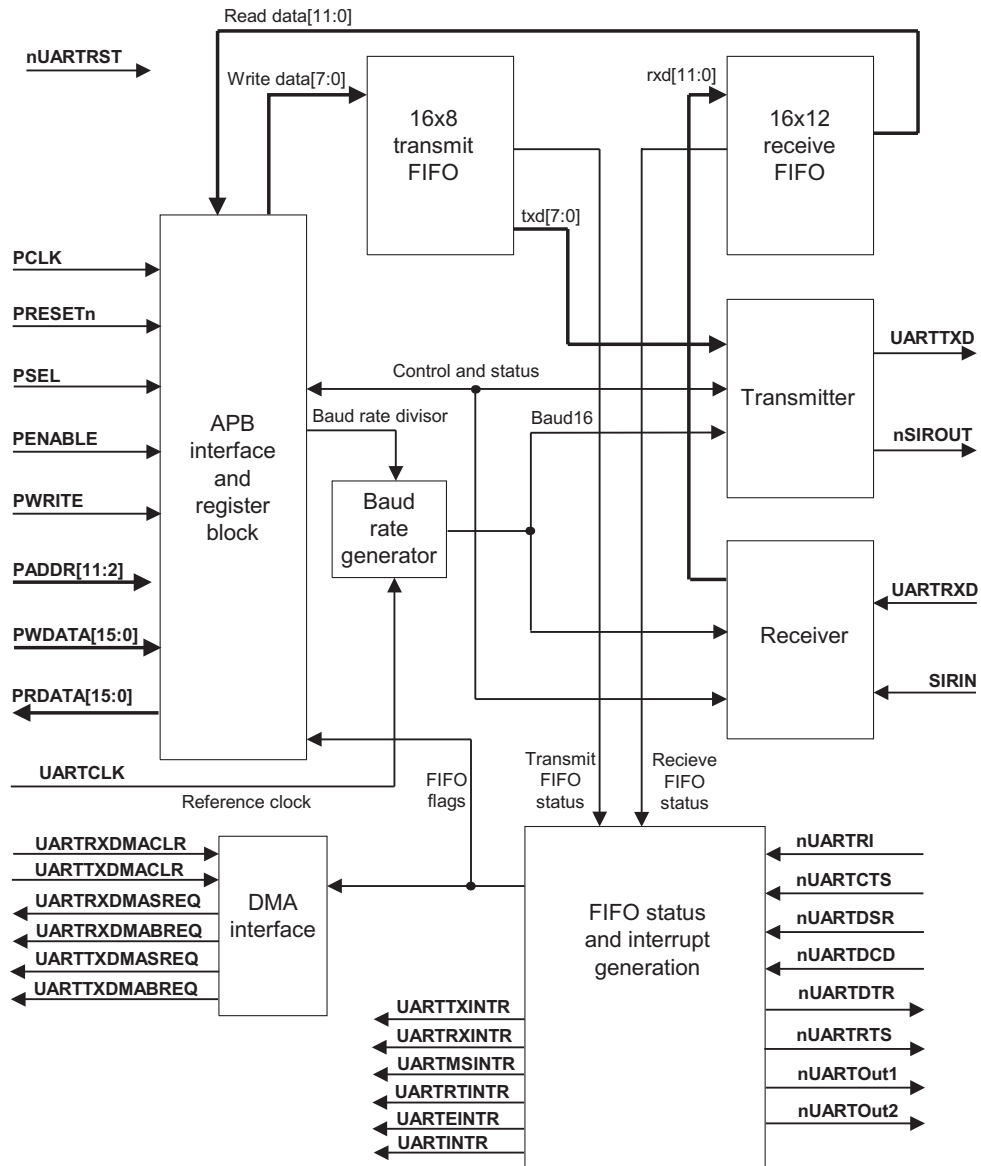 Read data[11:0]
nUARTRST
Write data[7:0]
rxd[11:0]
16x8
transmit
FIFO
16x12
receive
FIFO
txd[7:0]
PCLK
PRESETn
PSEL
PENABLE
PWRITE
PADDR[11:2]
PWDATA[15:0]
PRDATA[15:0]
APB
interface
and
register
block
Control and status
Baud rate divisor
Baud16
Baud
rate
generator
Transmitter
UARTTXD
nSIROUT
Receiver
UARTRXD
SIRIN
UARTCLK
Reference clock
FIFO
flags
Transmit
FIFO
status
Recieve
FIFO
status
UARTRXDMACLR
UARTTXDMACLR
UARTRXDMASREQ
UARTRXDMABREQ
UARTTXDMASREQ
UARTTXDMABREQ
DMA
interface
FIFO status
and interrupt
generation
nUARTRI
nUARTCTS
nUARTDSR
nUARTDCD
nUARTDTR
nUARTRTS
nUARTOut1
nUARTOut2
UARTTXINTR
UARTRXINTR
UARTMSINTR
UARTRTINTR
UARTEINTR
UARTINTR